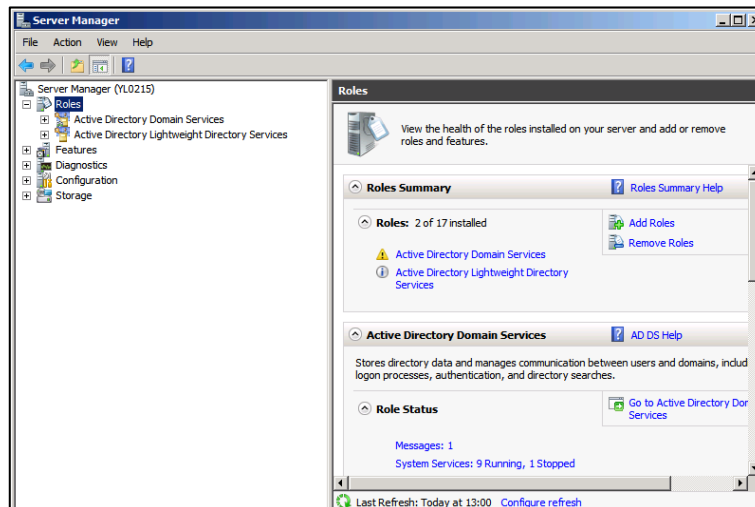 Server Manager
File Action View Help
Server Manager (YL0215)
Roles
Active Directory Domain Services
Active Directory Lightweight Directory Services
Features
Diagnostics
Configuration
Storage
Roles
View the health of the roles installed on your server and add or remove
roles and features.
Roles Summary
Roles Summary Help
Roles: 2 of 17 installed
Add Roles
Remove Roles
Active Directory Domain Services
Active Directory Lightweight Directory
Services
Active Directory Domain Services
AD DS Help
Stores directory data and manages communication between users and domains, includ
logon processes, authentication, and directory searches.
Role Status
Go to Active Directory Dor
Services
Messages: 1
System Services: 9 Running, 1 Stopped
Last Refresh: Today at 13:00 Configure refresh